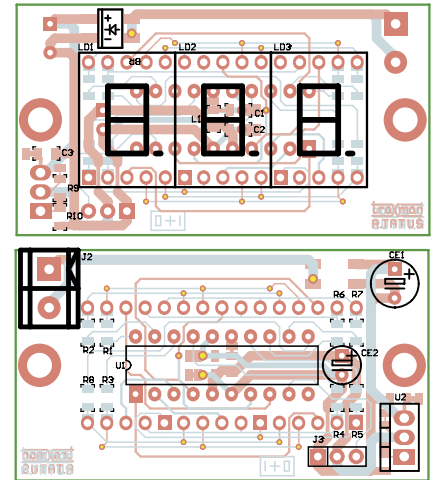 LD1
LD2
LD3
R8
L1
C1
C2
C3
R9
R10
J2
CE1
R6 R7
R2 R1
CE2
U1
R8 R3
U2
J3
R4 R5